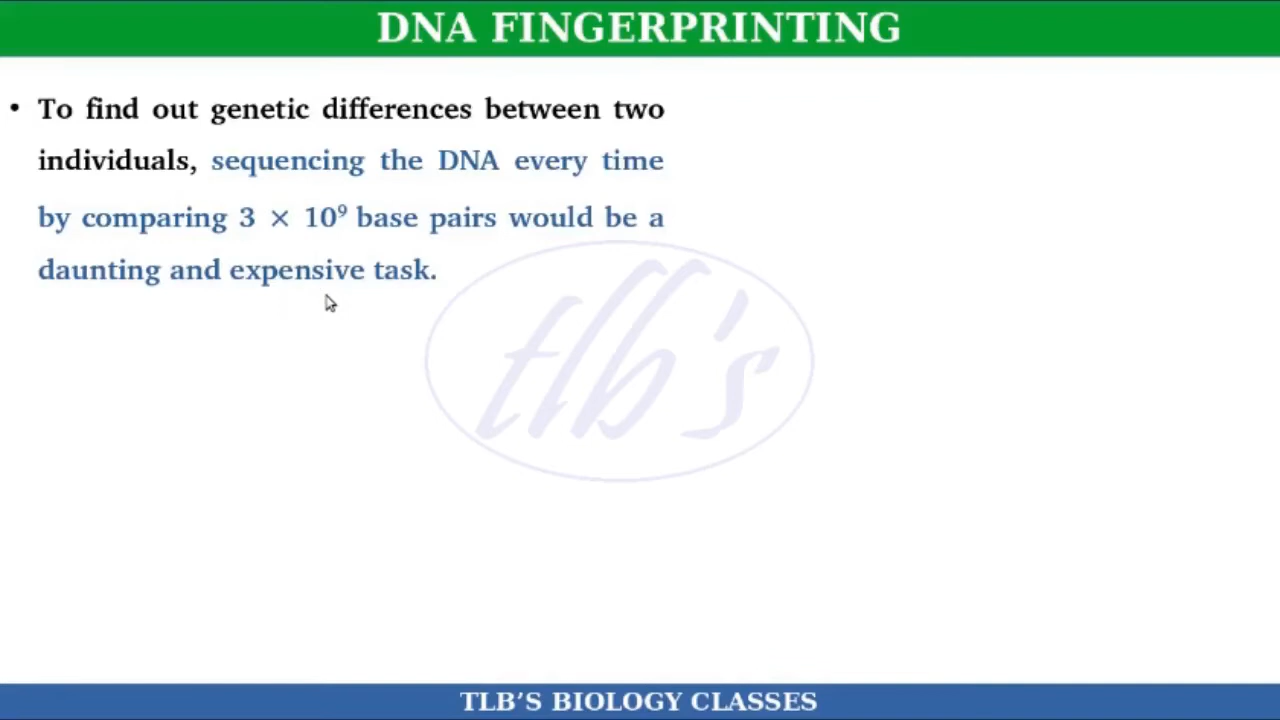 DNA FINGERPRINTING
• To find out genetic differences between two
individuals, sequencing the DNA every time
by comparing 3 × 10⁹ base pairs would be a
daunting and expensive task.
tlb's
TLB’S BIOLOGY CLASSES